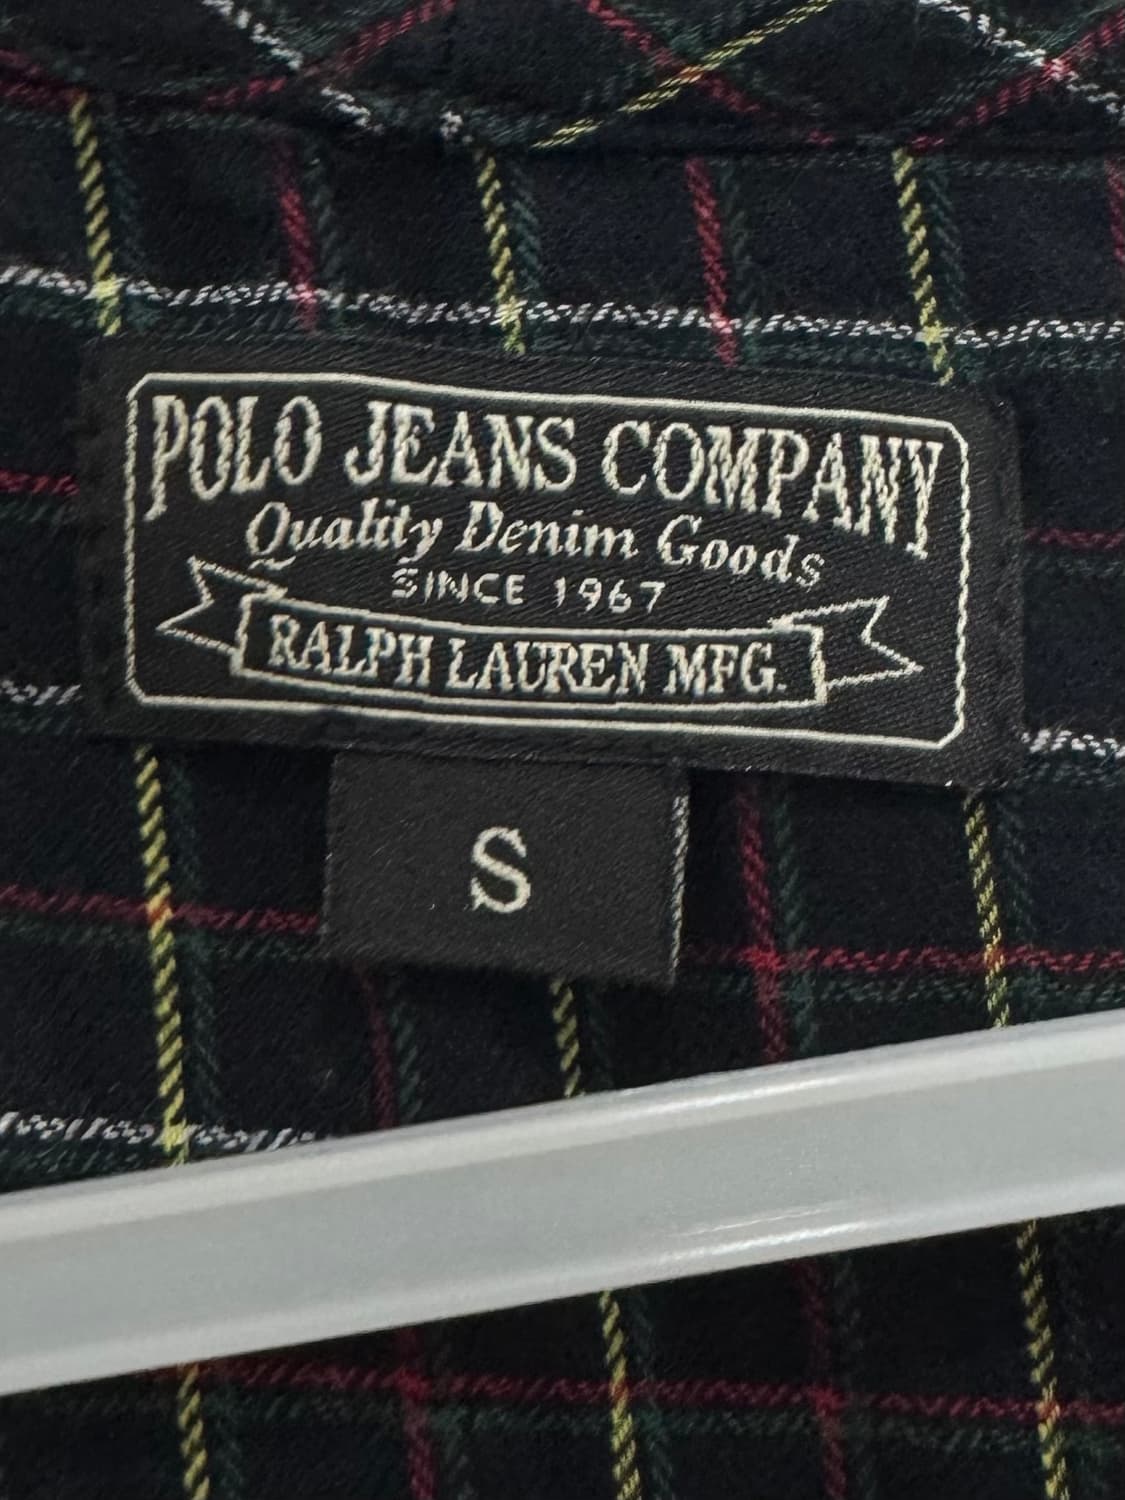 POLO JEANS COMPANY
Quality Denim Goods
SINCE 1967
RALPH LAUREN MFG.
S